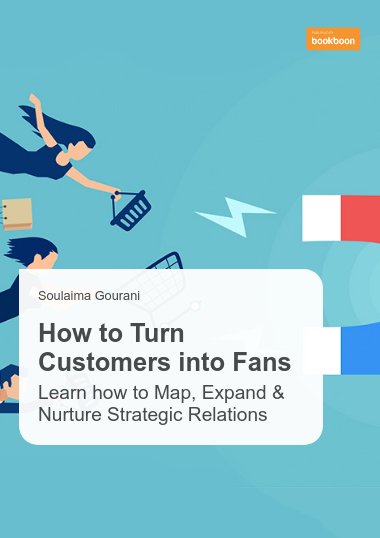 bookboon
Soulaima Gourani
How to Turn
Customers into Fans
Learn how to Map, Expand &
Nurture Strategic Relations